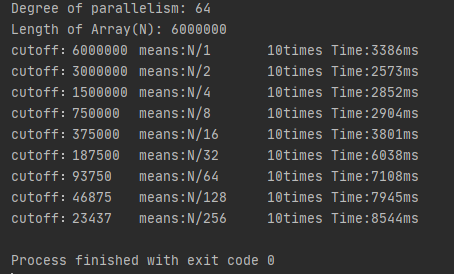 Degree of parallelism: 64
Length of Array(N): 6000000
cutoff：6000000 means:N/1 10times Time:3386ms
cutoff：3000000 means:N/2 10times Time:2573ms
cutoff：1500000 means:N/4 10times Time:2852ms
cutoff：750000 means:N/8 10times Time:2904ms
cutoff：375000 means:N/16 10times Time:3801ms
cutoff：187500 means:N/32 10times Time:6038ms
cutoff：93750 means:N/64 10times Time:7108ms
cutoff：46875 means:N/128 10times Time:7945ms
cutoff：23437 means:N/256 10times Time:8544ms
Process finished with exit code 0